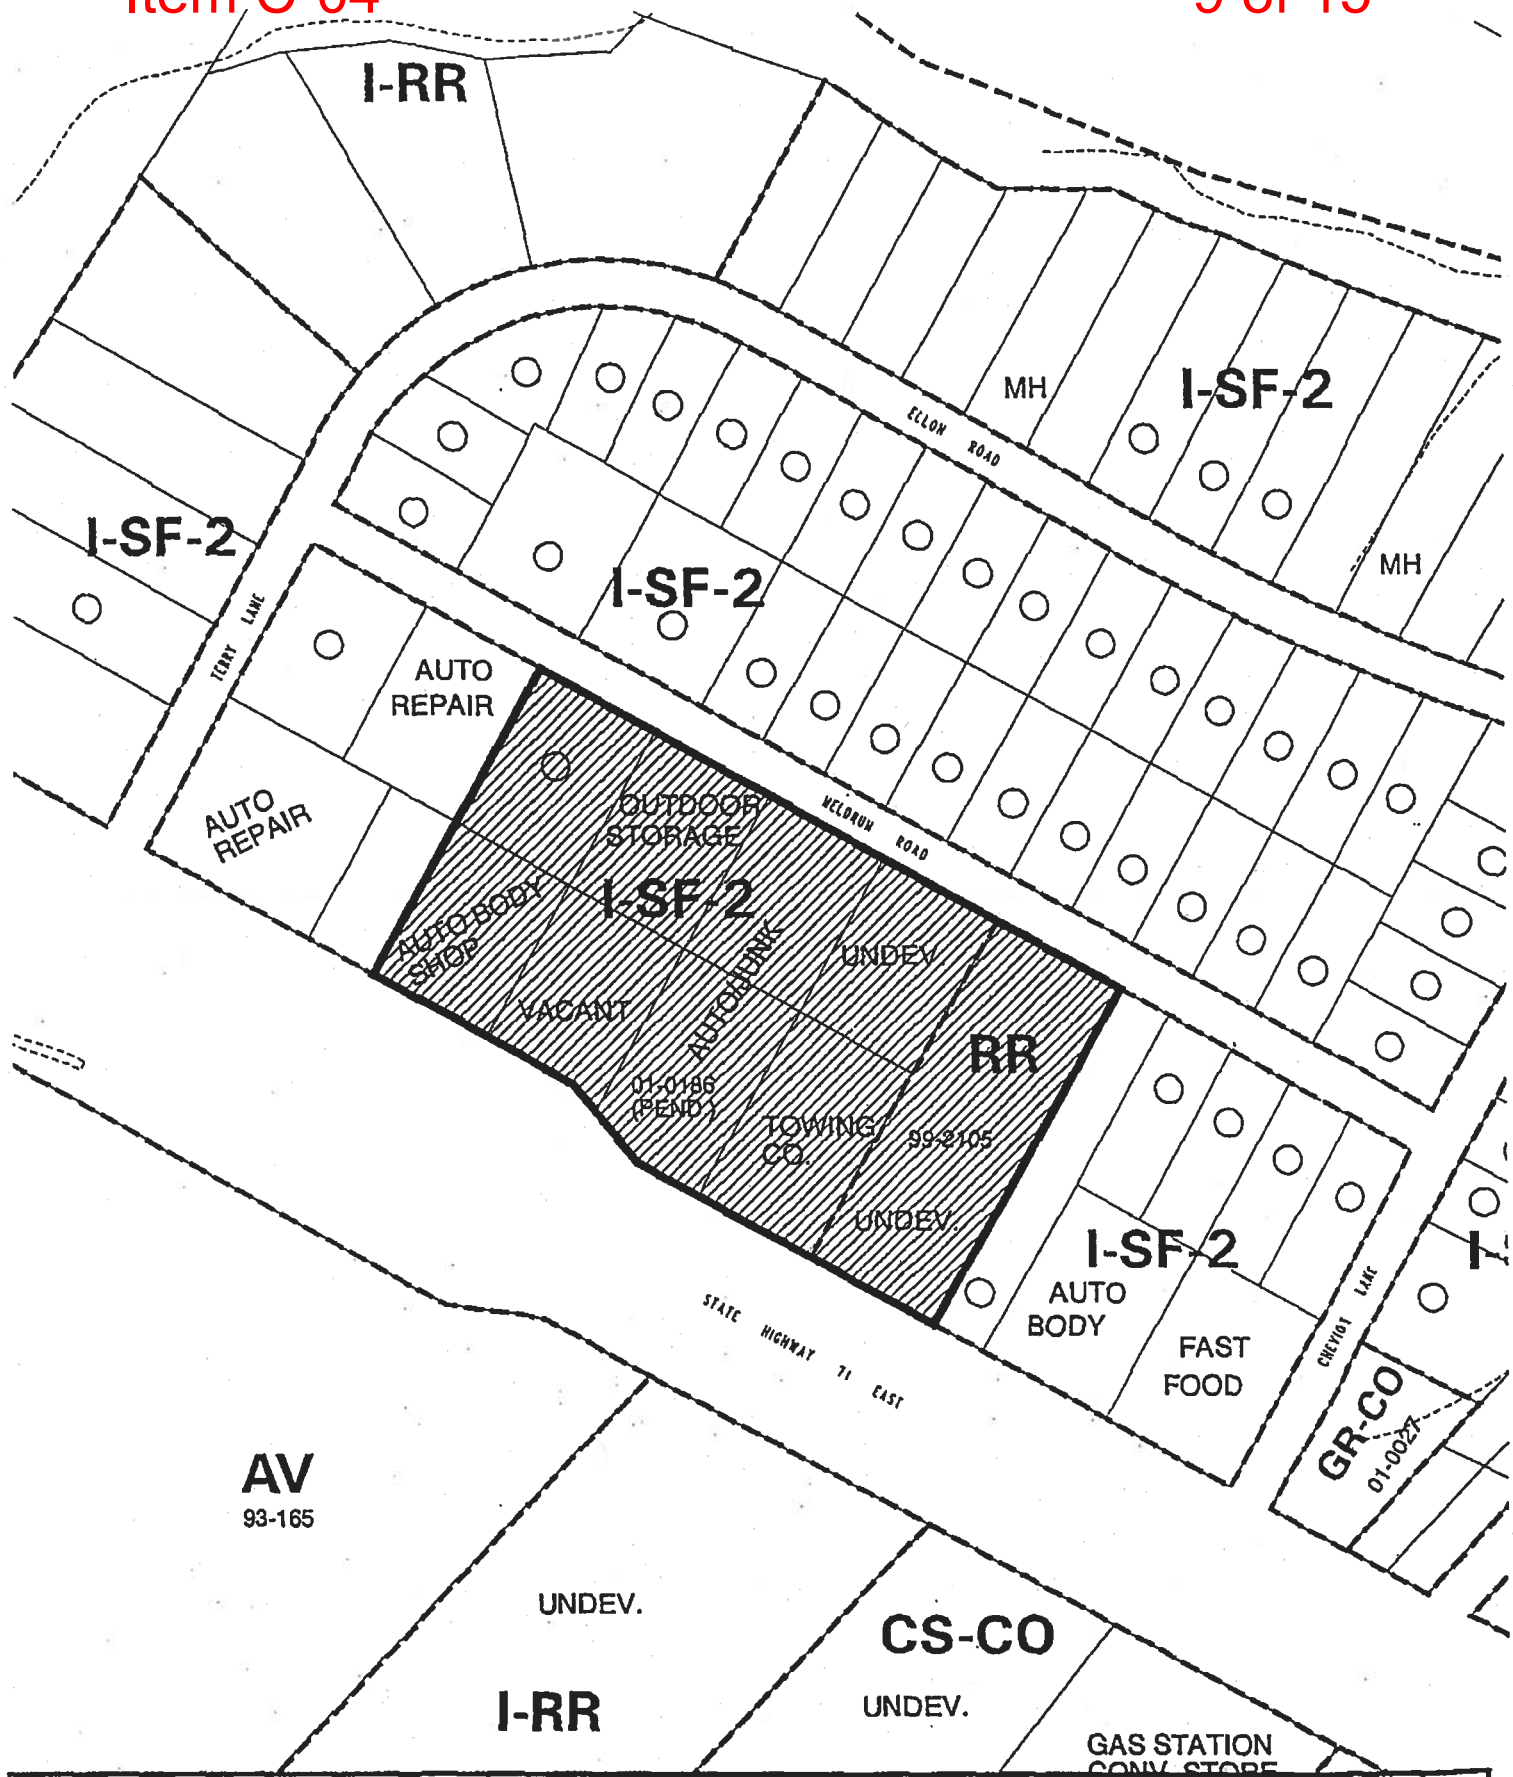 I-RR
MH
I-SF-2
ELLON ROAD
MH
I-SF-2
I-SF-2
TERRY LANE
AUTO
REPAIR
AUTO
REPAIR
OUTDOOR
STORAGE
MELDRUM ROAD
I-SF-2
AUTO BODY
SHOP
VACANT
AUTO JUNK
UNDEV.
RR
01-0186
(PEND.)
TOWING
CO.
99-2105
UNDEV.
I-SF-2
AUTO
BODY
FAST
FOOD
CHEVIOT LANE
STATE HIGHWAY 71 EAST
GR-CO
01-0027
AV
93-165
UNDEV.
I-RR
CS-CO
UNDEV.
GAS STATION
CONV. STORE